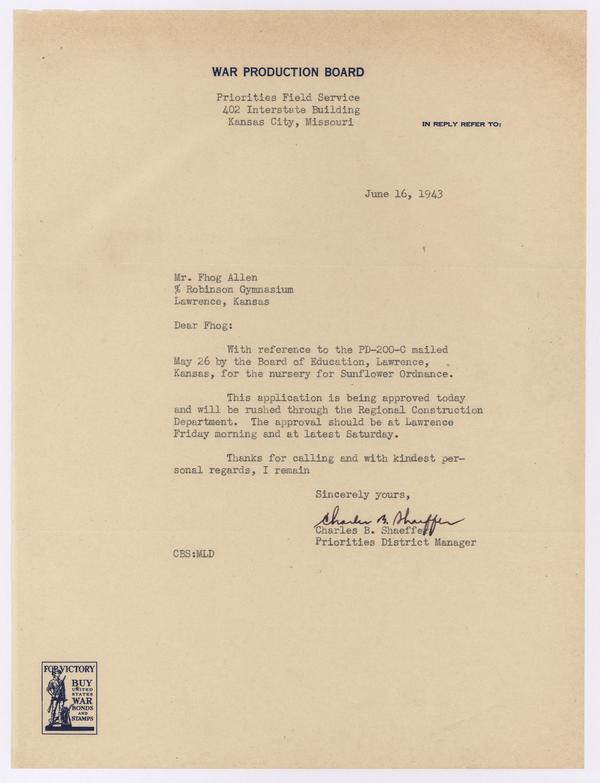 WAR PRODUCTION BOARD
Priorities Field Service
402 Interstate Building
Kansas City, Missouri
IN REPLY REFER TO:
June 16, 1943
Mr. Fhog Allen
% Robinson Gymnasium
Lawrence, Kansas
Dear Fhog:
With reference to the PD-200-C mailed
May 26 by the Board of Education, Lawrence,
Kansas, for the nursery for Sunflower Ordnance.
This application is being approved today
and will be rushed through the Regional Construction
Department. The approval should be at Lawrence
Friday morning and at latest Saturday.
Thanks for calling and with kindest per-
sonal regards, I remain
Sincerely yours,
Charles B. Shaeffer
Charles B. Shaeffer
Priorities District Manager
CBS:MLD
FOR VICTORY
BUY
UNITED
STATES
WAR
BONDS
AND
STAMPS